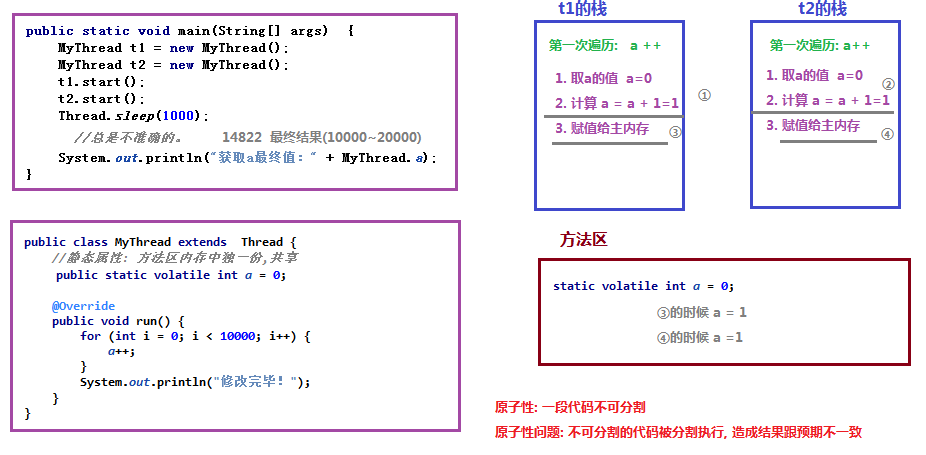 public static void main(String[] args)  {
MyThread t1 = new MyThread();
MyThread t2 = new MyThread();
t1.start();
t2.start();
Thread.sleep(1000);
//总是不准确的。 14822 最终结果(10000~20000)
System.out.println("获取a最终值：" + MyThread.a);
}
public class MyThread extends  Thread {
//静态属性: 方法区内存中独一份,共享
public static volatile int a = 0;
@Override
public void run() {
for (int i = 0; i < 10000; i++) {
a++;
}
System.out.println("修改完毕！");
}
}
t1的栈
第一次遍历: a ++
1. 取a的值 a=0
2. 计算 a = a + 1=1
①
3. 赋值给主内存
③
t2的栈
第一次遍历: a++
1. 取a的值 a=0
②
2. 计算 a = a + 1=1
3. 赋值给主内存
④
方法区
static volatile int a = 0;
③的时候 a = 1
④的时候 a =1
原子性: 一段代码不可分割
原子性问题: 不可分割的代码被分割执行, 造成结果跟预期不一致